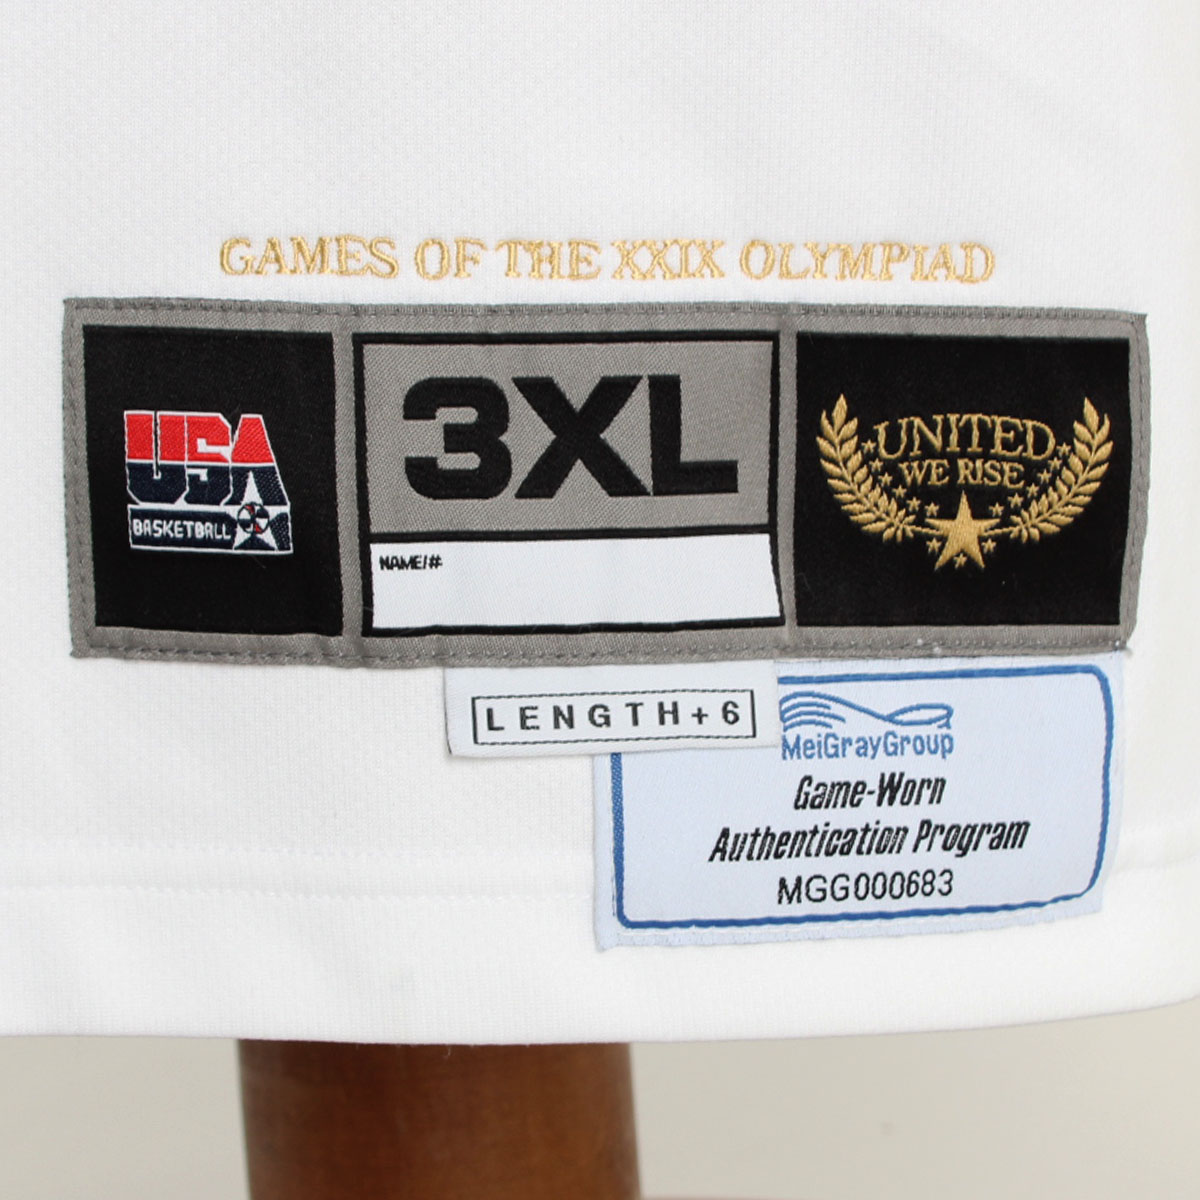 GAMES OF THE XXIX OLYMPIAD
USA
BASKETBALL
3XL
NAME/#
UNITED
WE RISE
LENGTH+6
MeiGrayGroup
Game-Worn
Authentication Program
MGG000683